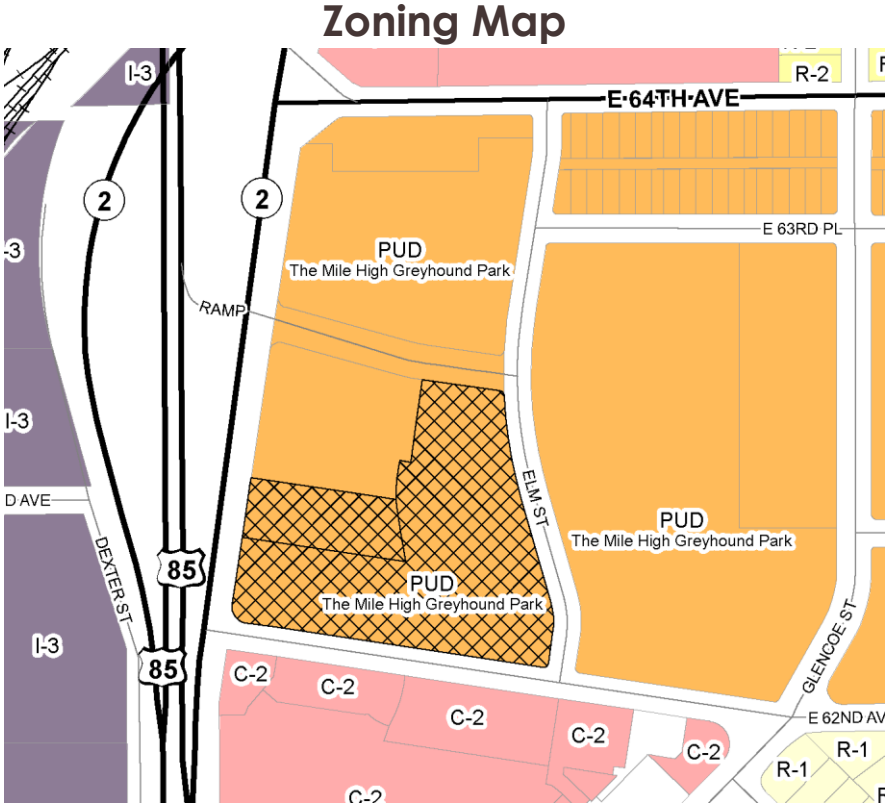 Zoning Map
I-3
R-2
E 64TH AVE
2
2
-3
E 63RD PL
PUD
The Mile High Greyhound Park
RAMP
I-3
D AVE
ELM ST
PUD
The Mile High Greyhound Park
DEXTER ST
85
PUD
The Mile High Greyhound Park
I-3
85
GLENCOE ST
C-2
C-2
C-2
C-2
C-2
E 62ND AV
R-1
R-1
C-2